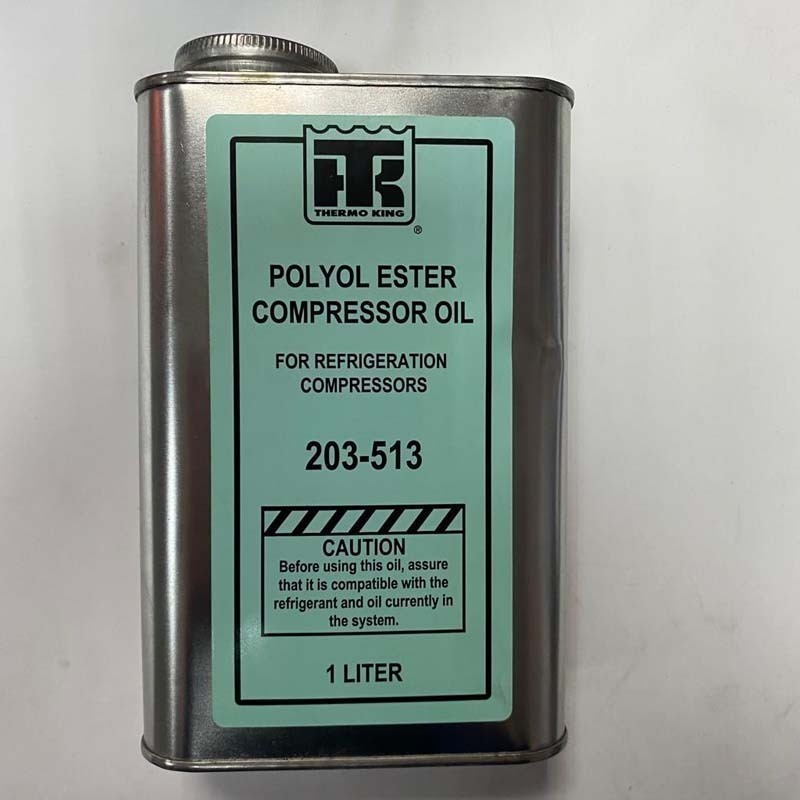 TK
THERMO KING
®
POLYOL ESTER
COMPRESSOR OIL
FOR REFRIGERATION
COMPRESSORS
203-513
CAUTION
Before using this oil, assure
that it is compatible with the
refrigerant and oil currently in
the system.
1 LITER